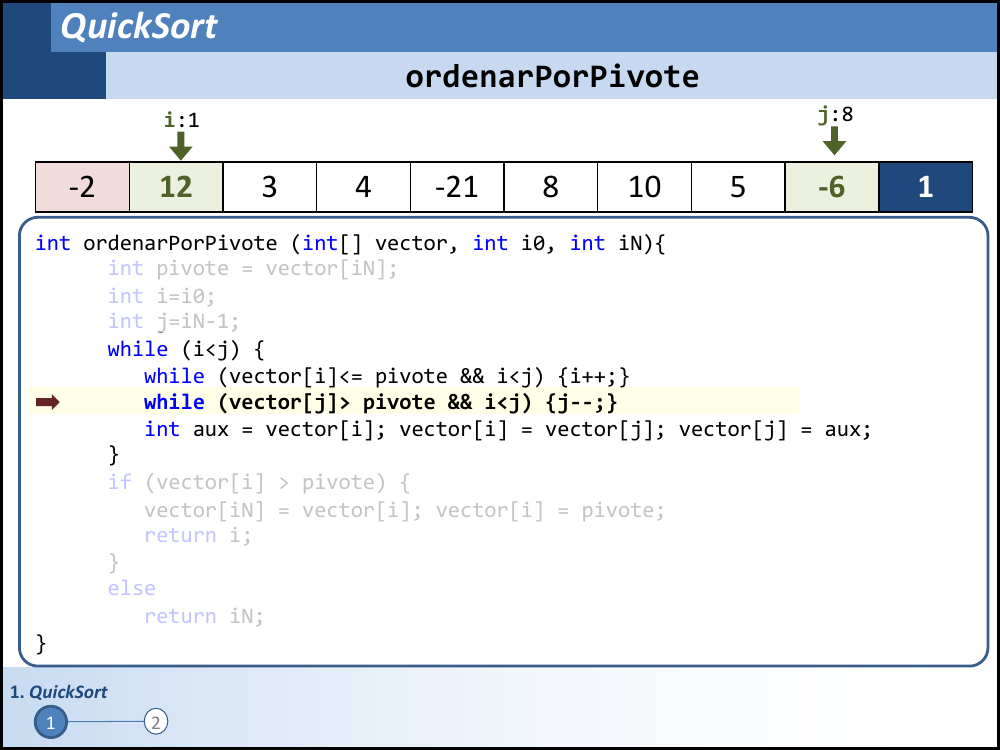 QuickSort
ordenarPorPivote
i:1 j:8
-2 12 3 4 -21 8 10 5 -6 1
int ordenarPorPivote (int[] vector, int i0, int iN){
int pivote = vector[iN];
int i=i0;
int j=iN-1;
while (i<j) {
while (vector[i]<= pivote && i<j) {i++;}
while (vector[j]> pivote && i<j) {j--;}
int aux = vector[i]; vector[i] = vector[j]; vector[j] = aux;
}
if (vector[i] > pivote) {
vector[iN] = vector[i]; vector[i] = pivote;
return i;
}
else
return iN;
}
1. QuickSort
1 2